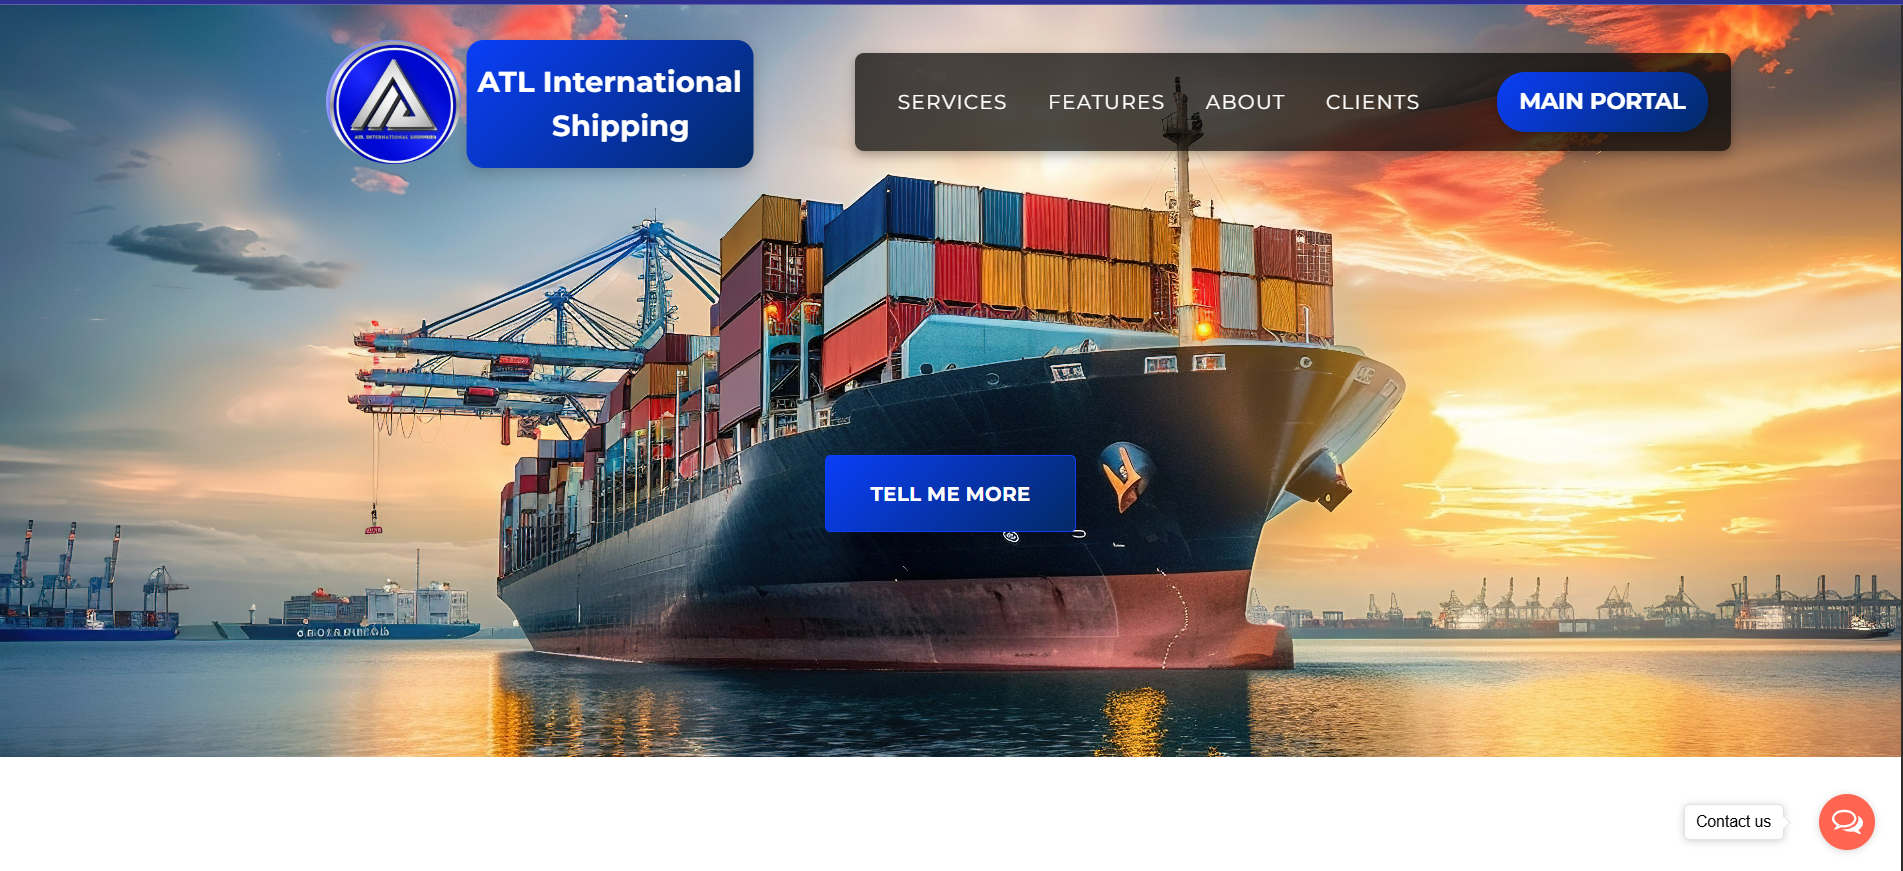 ATL International
Shipping
ATL INTERNATIONAL SHIPPING
SERVICES
FEATURES
ABOUT
CLIENTS
MAIN PORTAL
TELL ME MORE
Contact us